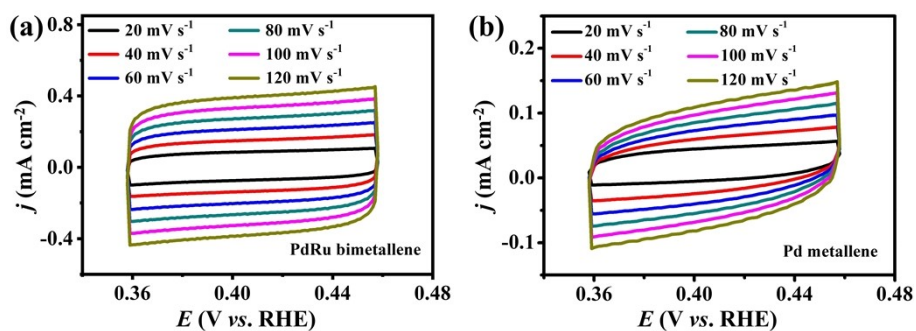 (a)
0.8
0.4
0.0
-0.4
j (mA cm⁻²)
20 mV s⁻¹
40 mV s⁻¹
60 mV s⁻¹
80 mV s⁻¹
100 mV s⁻¹
120 mV s⁻¹
PdRu bimetallene
0.36 0.40 0.44 0.48
E (V vs. RHE)
(b)
0.2
0.1
0.0
-0.1
j (mA cm⁻²)
20 mV s⁻¹
40 mV s⁻¹
60 mV s⁻¹
80 mV s⁻¹
100 mV s⁻¹
120 mV s⁻¹
Pd metallene
0.36 0.40 0.44 0.48
E (V vs. RHE)